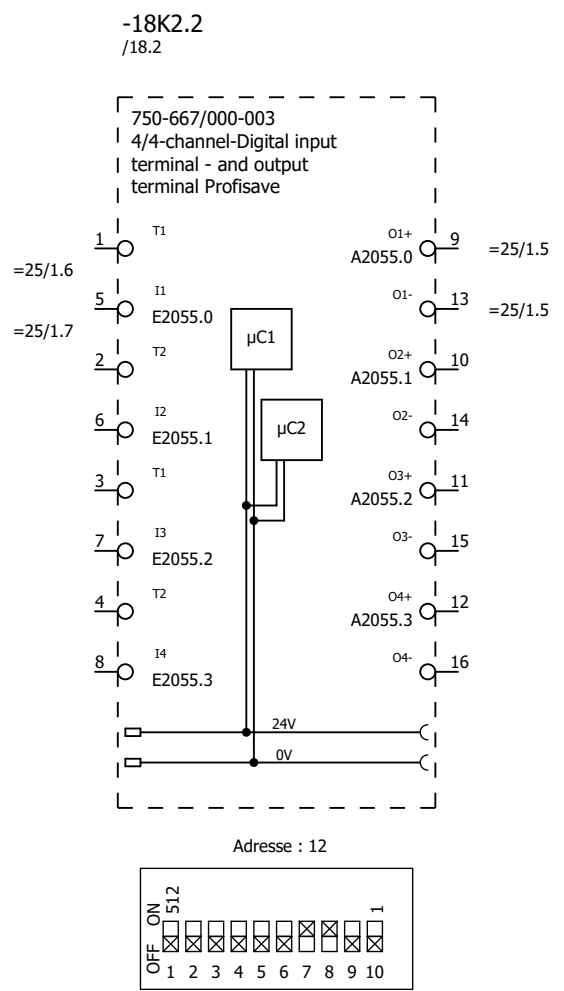 -18K2.2
/18.2
750-667/000-003
4/4-channel-Digital input
terminal - and output
terminal Profisave
1 T1 O1+ 9 =25/1.5
A2055.0
=25/1.6
5 I1 O1- 13 =25/1.5
E2055.0
=25/1.7
µC1
2 T2 O2+ 10
A2055.1
6 I2 O2- 14
E2055.1
µC2
3 T1 O3+ 11
A2055.2
7 I3 O3- 15
E2055.2
4 T2 O4+ 12
A2055.3
8 I4 O4- 16
E2055.3
24V
0V
Adresse : 12
OFF ON
512 1
1 2 3 4 5 6 7 8 9 10